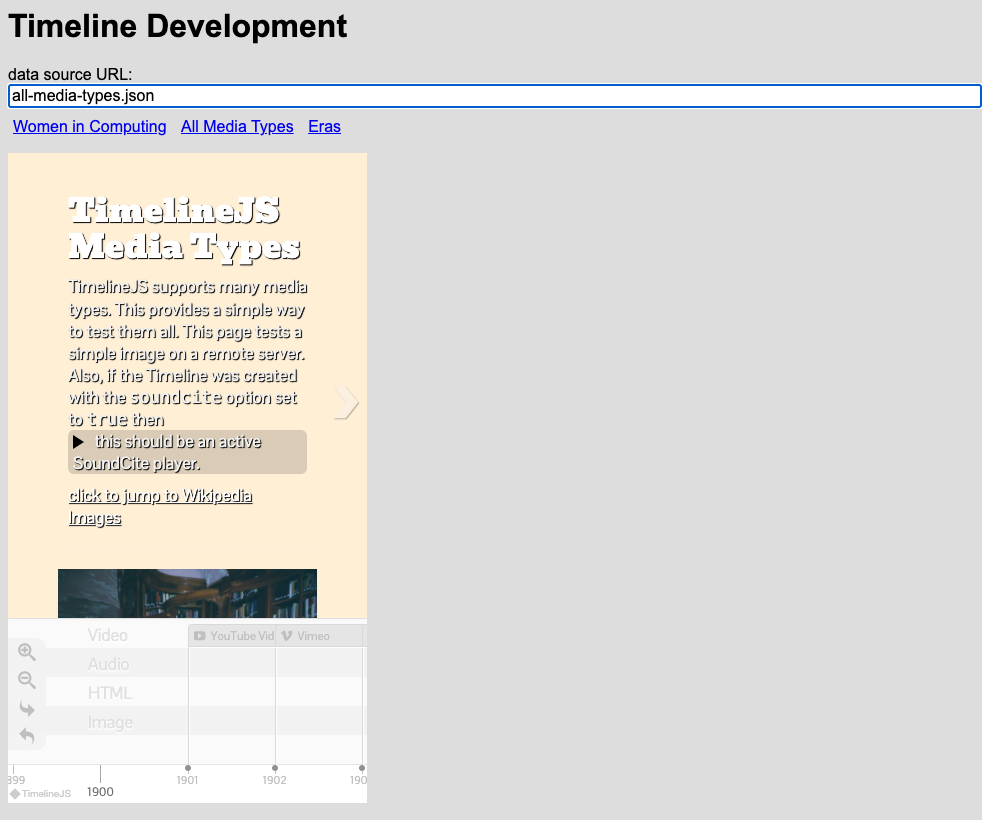 Timeline Development
data source URL:
all-media-types.json
Women in Computing All Media Types Eras
TimelineJS
Media Types
TimelineJS supports many media
types. This provides a simple way
to test them all. This page tests a
simple image on a remote server.
Also, if the Timeline was created
with the soundcite option set
to true then
this should be an active
SoundCite player.
click to jump to Wikipedia
Images
Video
YouTube Vid
Vimeo
Audio
HTML
Image
899
1900
1901
1902
190
TimelineJS